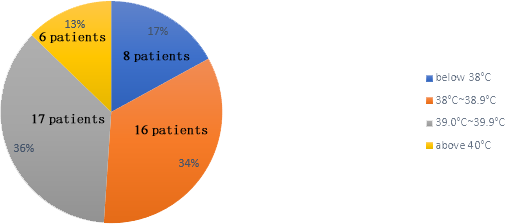 13%
6 patients
17%
8 patients
17 patients
36%
16 patients
34%
below 38°C
38°C~38.9°C
39.0°C~39.9°C
above 40°C